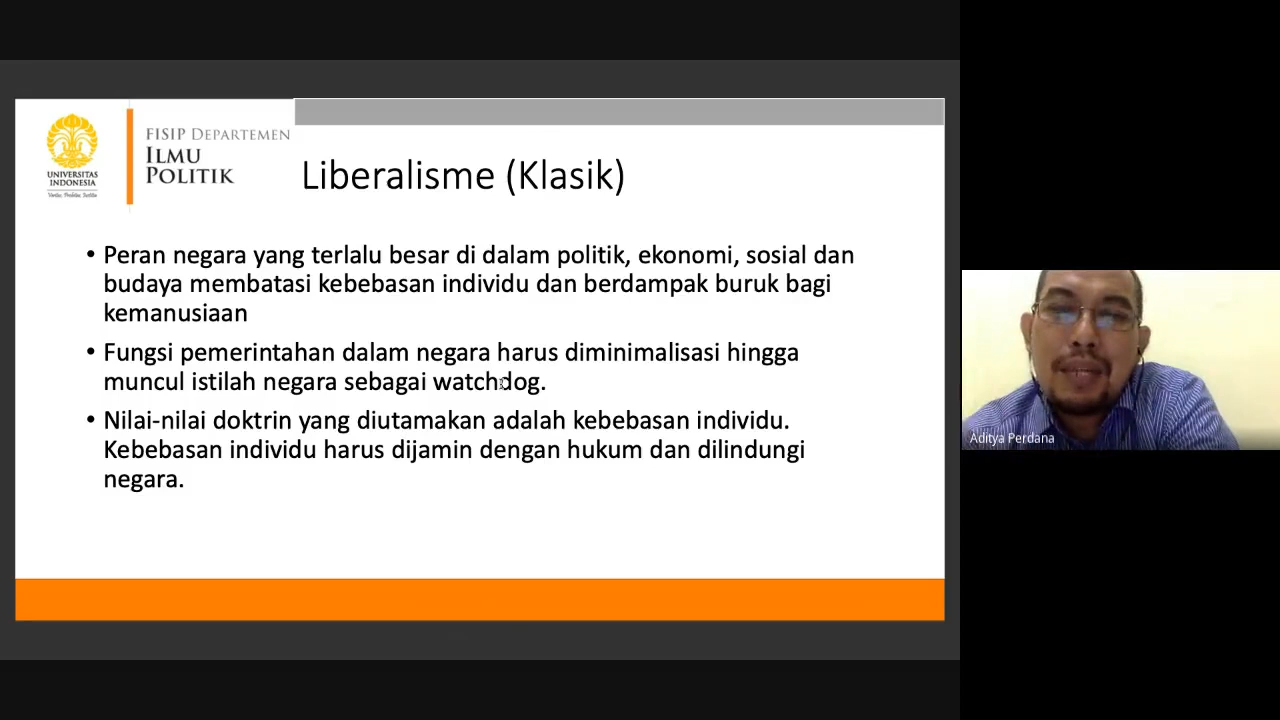 FISIP DEPARTEMEN
ILMU
POLITIK
UNIVERSITAS
INDONESIA
Veritas, Probitas, Iustitia
Liberalisme (Klasik)
• Peran negara yang terlalu besar di dalam politik, ekonomi, sosial dan
budaya membatasi kebebasan individu dan berdampak buruk bagi
kemanusiaan
• Fungsi pemerintahan dalam negara harus diminimalisasi hingga
muncul istilah negara sebagai watchdog.
• Nilai-nilai doktrin yang diutamakan adalah kebebasan individu.
Kebebasan individu harus dijamin dengan hukum dan dilindungi
negara.
Aditya Perdana